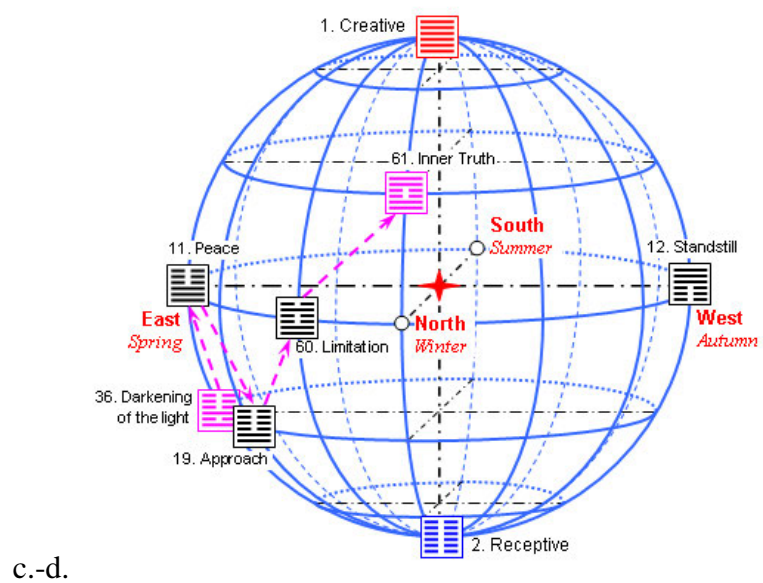 1. Creative
61. Inner Truth
South
Summer
11. Peace
12. Standstill
East
Spring
North
Winter
West
Autumn
60. Limitation
36. Darkening
of the light
19. Approach
2. Receptive
c.-d.